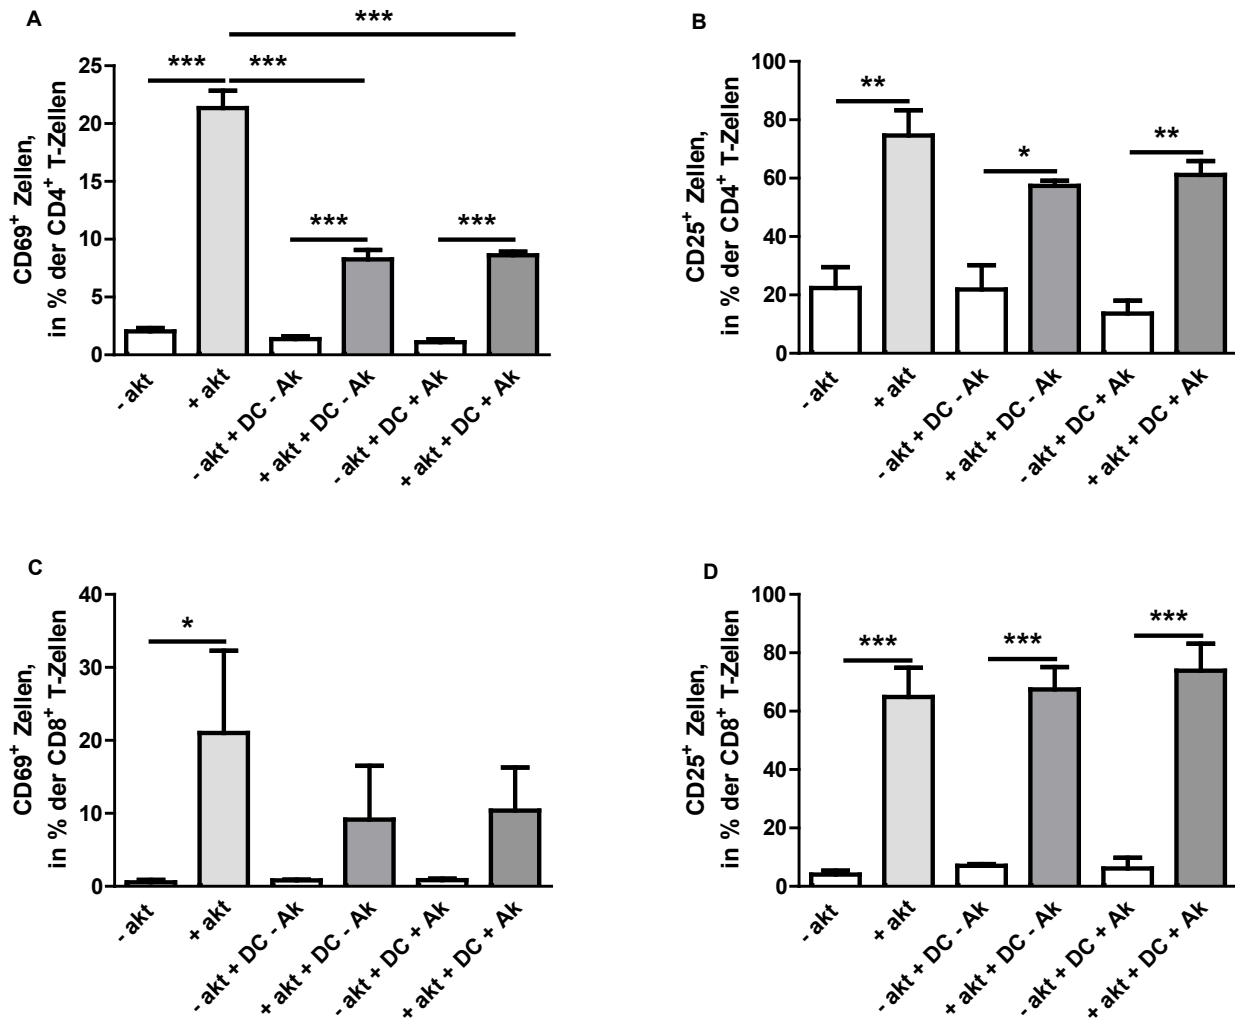 A
***
***
***
***
***
CD69⁺ Zellen,
in % der CD4⁺ T-Zellen
25
20
15
10
5
0
- akt
+ akt
- akt + DC - Ak
+ akt + DC - Ak
- akt + DC + Ak
+ akt + DC + Ak
B
**
*
**
CD25⁺ Zellen,
in % der CD4⁺ T-Zellen
100
80
60
40
20
0
- akt
+ akt
- akt + DC - Ak
+ akt + DC - Ak
- akt + DC + Ak
+ akt + DC + Ak
C
*
CD69⁺ Zellen,
in % der CD8⁺ T-Zellen
40
30
20
10
0
- akt
+ akt
- akt + DC - Ak
+ akt + DC - Ak
- akt + DC + Ak
+ akt + DC + Ak
D
***
***
***
CD25⁺ Zellen,
in % der CD8⁺ T-Zellen
100
80
60
40
20
0
- akt
+ akt
- akt + DC - Ak
+ akt + DC - Ak
- akt + DC + Ak
+ akt + DC + Ak